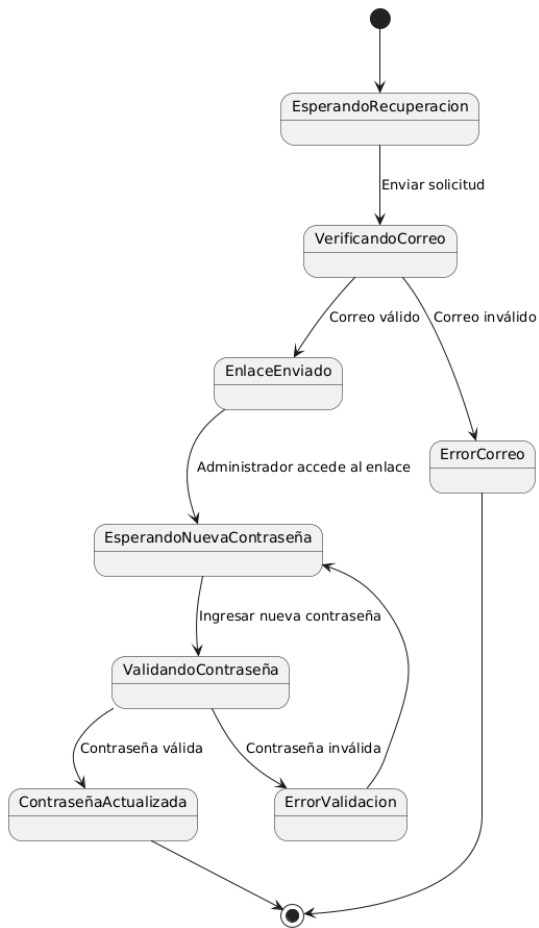 EsperandoRecuperacion
Enviar solicitud
VerificandoCorreo
Correo válido
Correo inválido
EnlaceEnviado
ErrorCorreo
Administrador accede al enlace
EsperandoNuevaContraseña
Ingresar nueva contraseña
ValidandoContraseña
Contraseña válida
Contraseña inválida
ContraseñaActualizada
ErrorValidacion